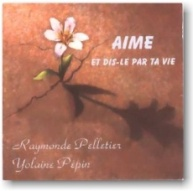 AIME
ET DIS-LE PAR TA VIE
Raymonde Pelletier
Yolaine Pépin